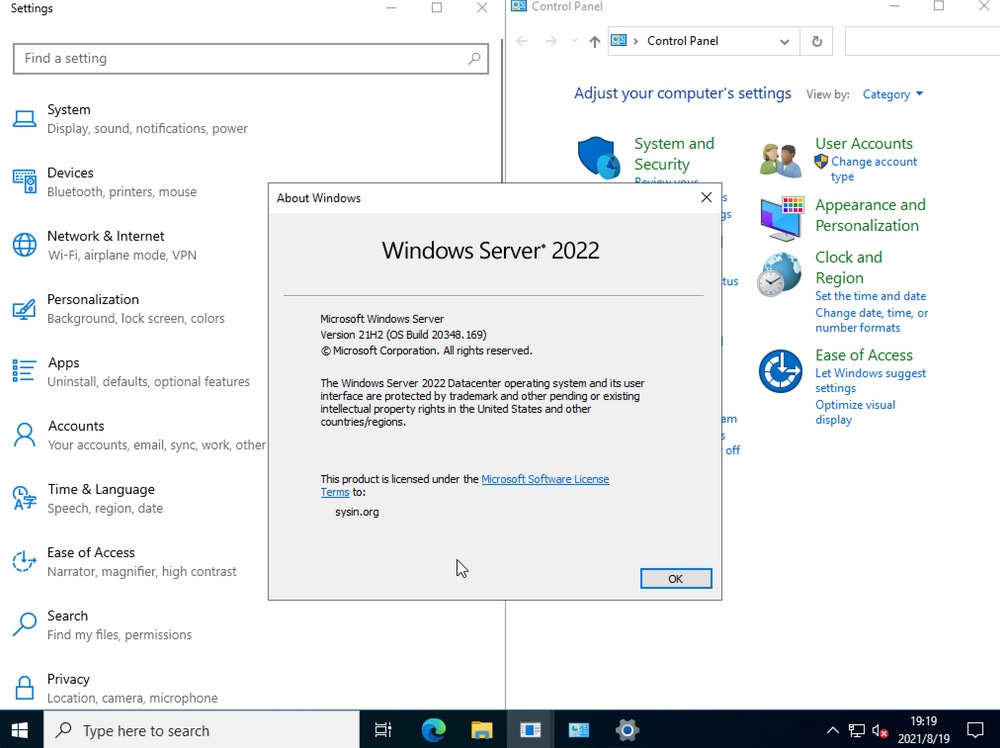 Settings
Find a setting
System
Display, sound, notifications, power
Devices
Bluetooth, printers, mouse
Network & Internet
Wi-Fi, airplane mode, VPN
Personalization
Background, lock screen, colors
Apps
Uninstall, defaults, optional features
Accounts
Your accounts, email, sync, work, other
Time & Language
Speech, region, date
Ease of Access
Narrator, magnifier, high contrast
Search
Find my files, permissions
Privacy
Location, camera, microphone
Control Panel
Control Panel
Adjust your computer's settings
View by: Category
System and
Security
Review your
User Accounts
Change account
type
Appearance and
Personalization
Clock and
Region
Set the time and date
Change date, time, or
number formats
Ease of Access
Let Windows suggest
settings
Optimize visual
display
off
About Windows
Windows Server 2022
Microsoft Windows Server
Version 21H2 (OS Build 20348.169)
© Microsoft Corporation. All rights reserved.
The Windows Server 2022 Datacenter operating system and its user
interface are protected by trademark and other pending or existing
intellectual property rights in the United States and other
countries/regions.
This product is licensed under the Microsoft Software License
Terms to:
sysin.org
OK
Type here to search
19:19
2021/8/19